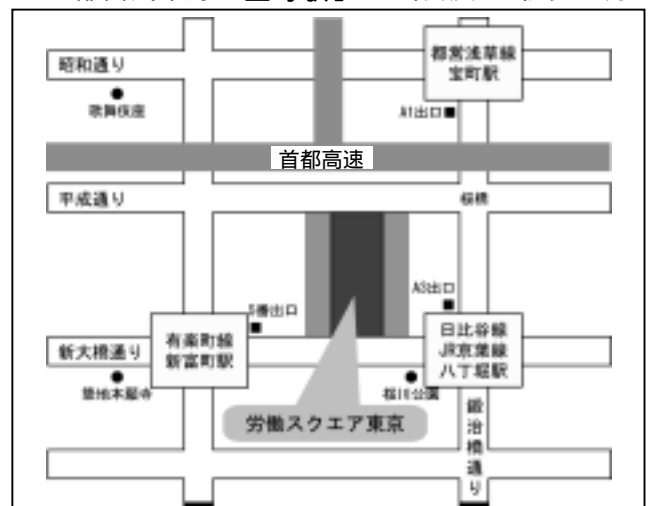 昭和通り
都営浅草線
宝町駅
歌舞伎座
A1出口
首都高速
平成通り
桜橋
A3出口
5番出口
有楽町線
新富町駅
日比谷線
JR京葉線
八丁堀駅
新大橋通り
築地本願寺
桜川公園
労働スクエア東京
鍛治橋通り